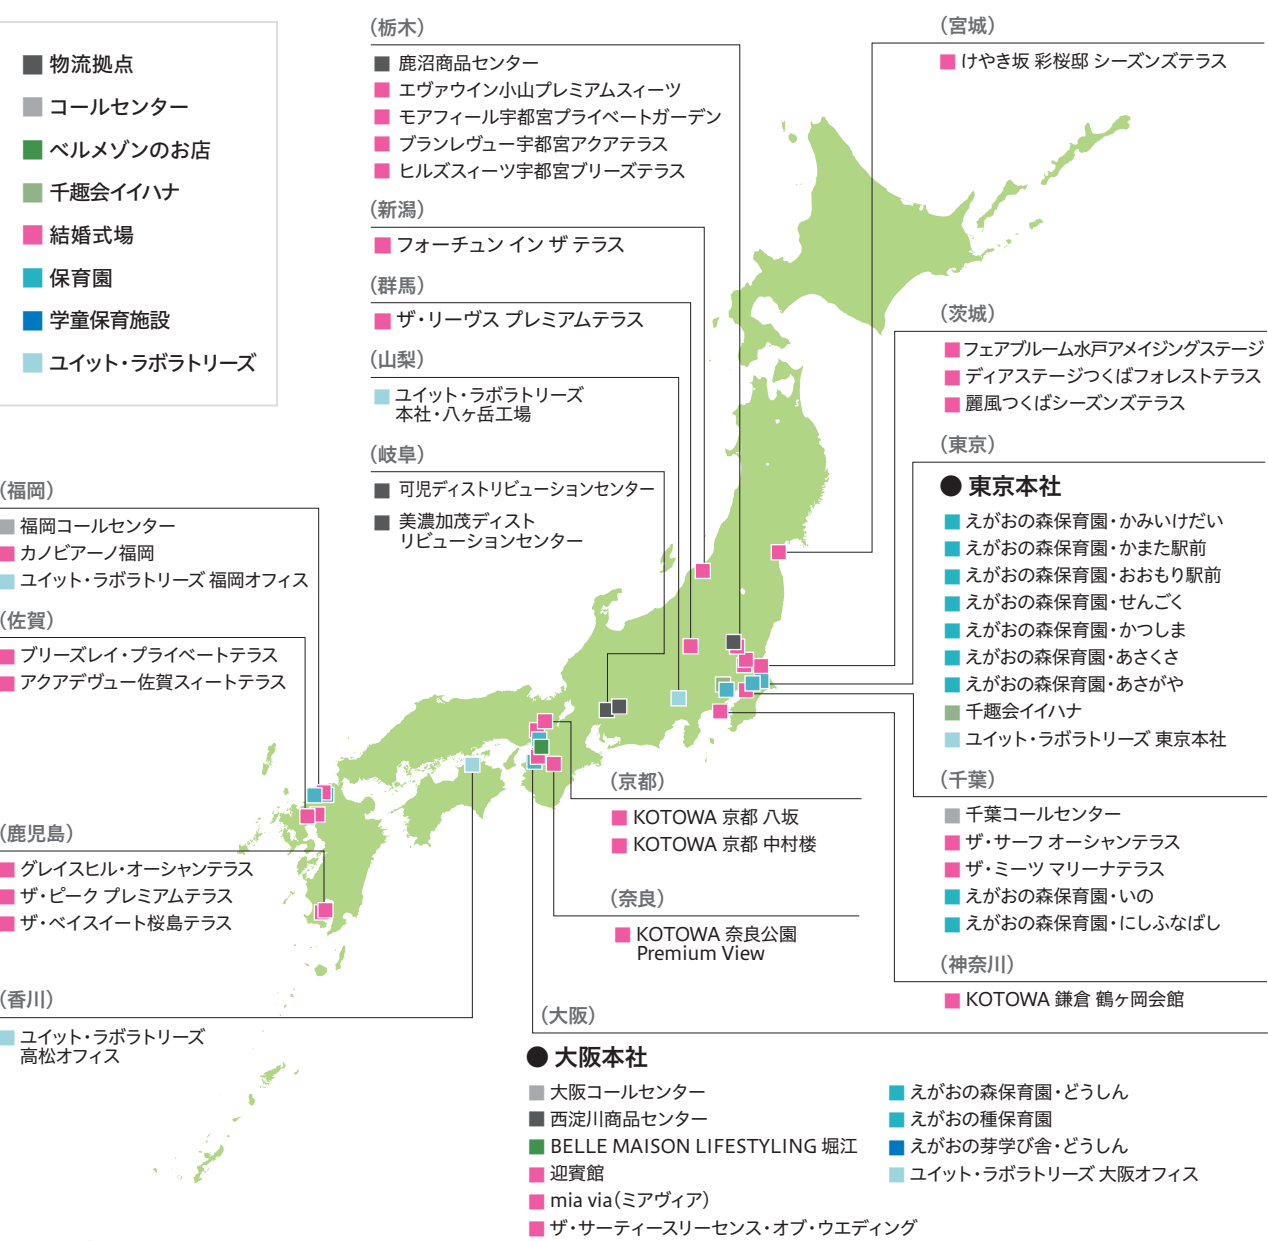 物流拠点
コールセンター
ベルメゾンのお店
千趣会イイハナ
結婚式場
保育園
学童保育施設
ユイット・ラボラトリーズ
（栃木）
鹿沼商品センター
エヴァウイン小山プレミアムスィーツ
モアフィール宇都宮プライベートガーデン
ブランレヴュー宇都宮アクアテラス
ヒルズスィーツ宇都宮ブリーズテラス
（新潟）
フォーチュン イン ザ テラス
（群馬）
ザ・リーヴス プレミアムテラス
（山梨）
ユイット・ラボラトリーズ
本社・八ヶ岳工場
（岐阜）
可児ディストリビューションセンター
美濃加茂ディスト
リビューションセンター
（宮城）
けやき坂 彩桜邸 シーズンズテラス
（茨城）
フェアブルーム水戸アメイジングステージ
ディアステージつくばフォレストテラス
麗風つくばシーズンズテラス
（東京）
● 東京本社
えがおの森保育園・かみいけだい
えがおの森保育園・かまた駅前
えがおの森保育園・おおもり駅前
えがおの森保育園・せんごく
えがおの森保育園・かつしま
えがおの森保育園・あさくさ
えがおの森保育園・あさがや
千趣会イイハナ
ユイット・ラボラトリーズ 東京本社
（千葉）
千葉コールセンター
ザ・サーフ オーシャンテラス
ザ・ミーツ マリーナテラス
えがおの森保育園・いの
えがおの森保育園・にしふなばし
（神奈川）
KOTOWA 鎌倉 鶴ヶ岡会館
（福岡）
福岡コールセンター
カノビアーノ福岡
ユイット・ラボラトリーズ 福岡オフィス
（佐賀）
ブリーズレイ・プライベートテラス
アクアデヴュー佐賀スィートテラス
（鹿児島）
グレイスヒル・オーシャンテラス
ザ・ピーク プレミアムテラス
ザ・ベイスイート桜島テラス
（香川）
ユイット・ラボラトリーズ
高松オフィス
（京都）
KOTOWA 京都 八坂
KOTOWA 京都 中村楼
（奈良）
KOTOWA 奈良公園
Premium View
（大阪）
● 大阪本社
大阪コールセンター
西淀川商品センター
BELLE MAISON LIFESTYLING 堀江
迎賓館
mia via（ミアヴィア）
ザ・サーティースリーセンス・オブ・ウエディング
えがおの森保育園・どうしん
えがおの種保育園
えがおの芽学び舎・どうしん
ユイット・ラボラトリーズ 大阪オフィス